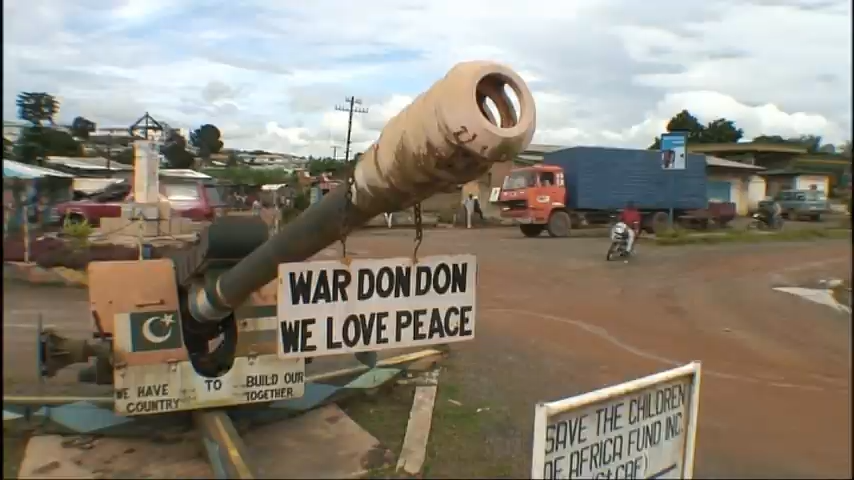 WAR DON DON
WE LOVE PEACE
WE HAVE TO BUILD OUR
COUNTRY TOGETHER
SAVE THE CHILDREN
OF AFRICA FUND INC.